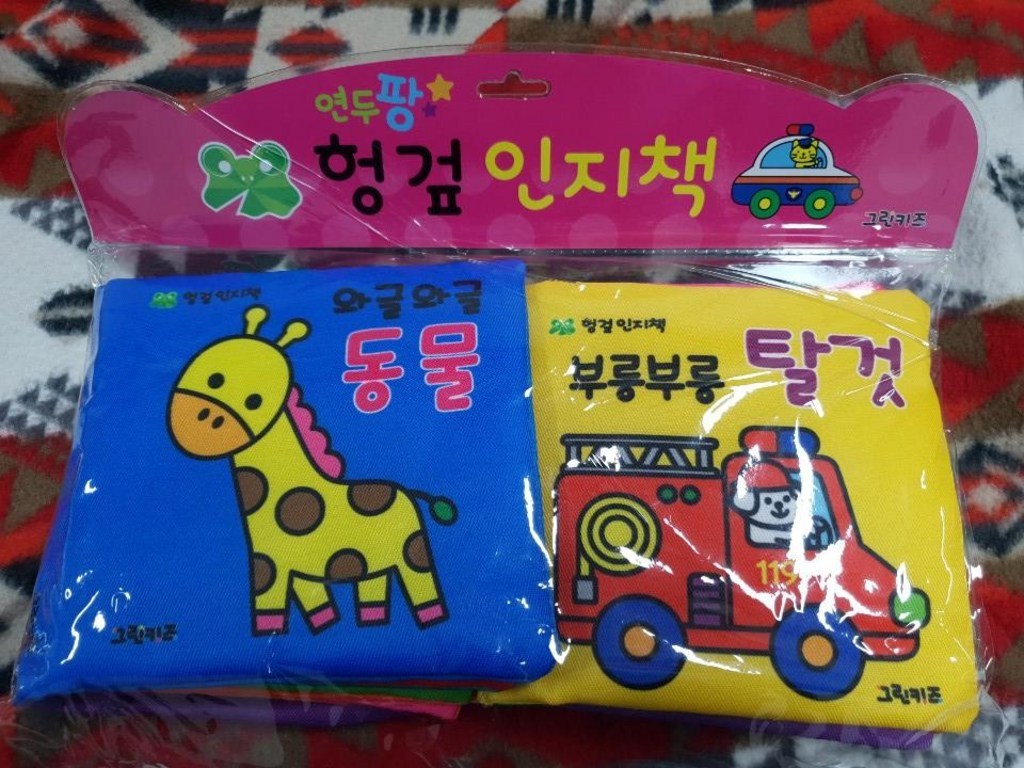 연두팡
헝겊 인지책
그린키즈
헝겊 인지책
와글와글
동물
그린키즈
헝겊 인지책
부릉부릉 탈것
119
그린키즈